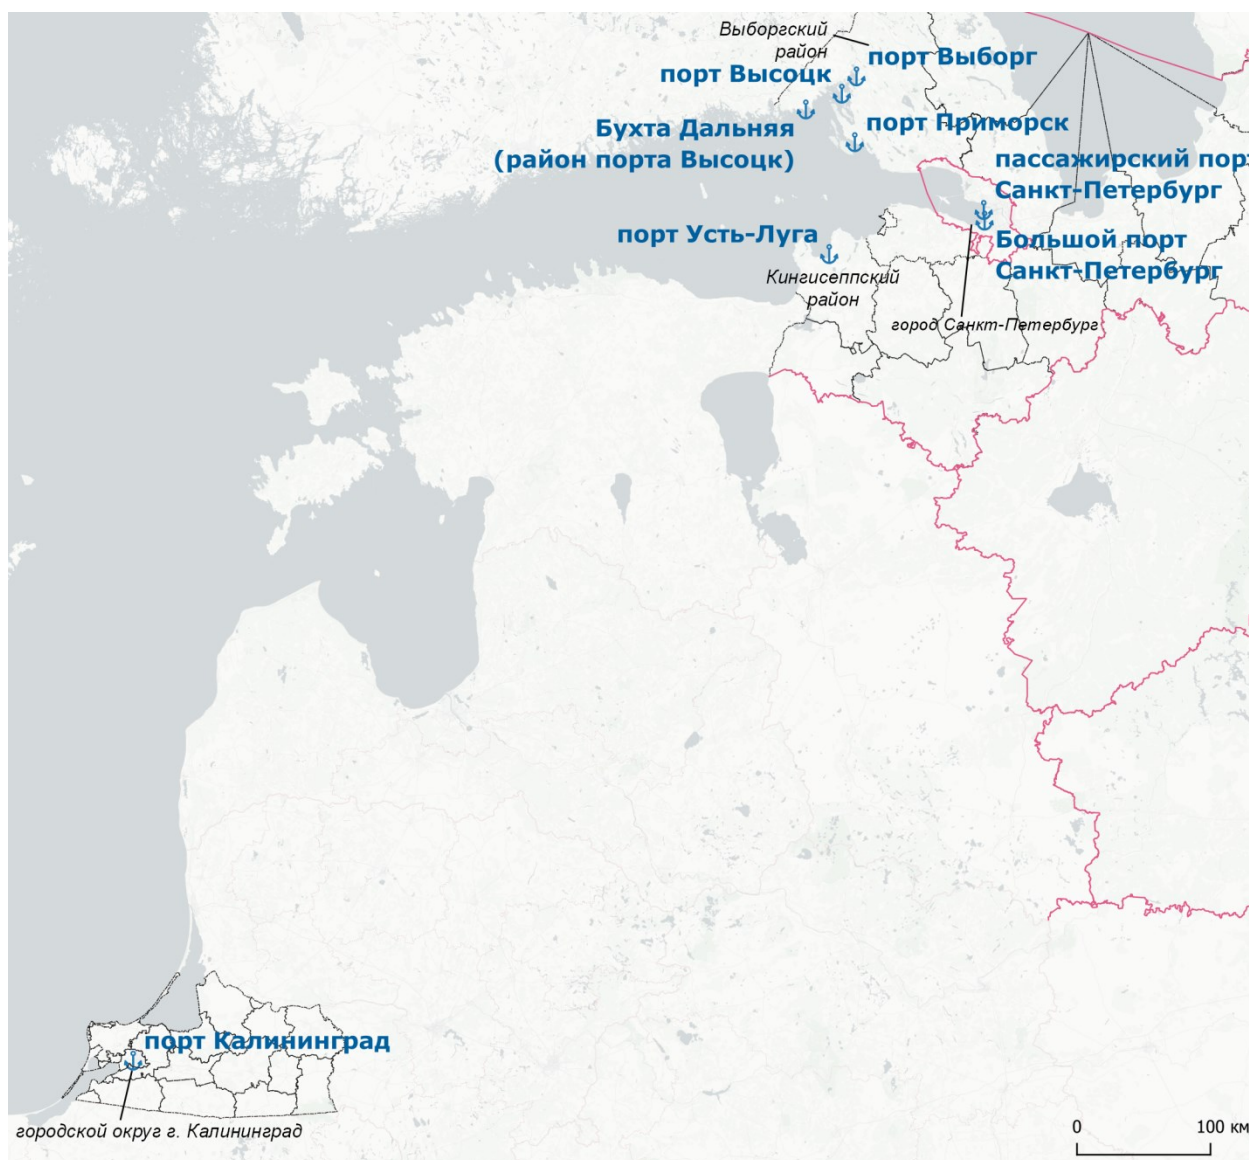 Выборгский
район
порт Выборг
порт Высоцк
Бухта Дальняя
(район порта Высоцк)
порт Приморск
пассажирский порт
Санкт-Петербург
порт Усть-Луга
Большой порт
Санкт-Петербург
Кингисеппский
район
город Санкт-Петербург
порт Калининград
городской округ г. Калининград
0 100 км